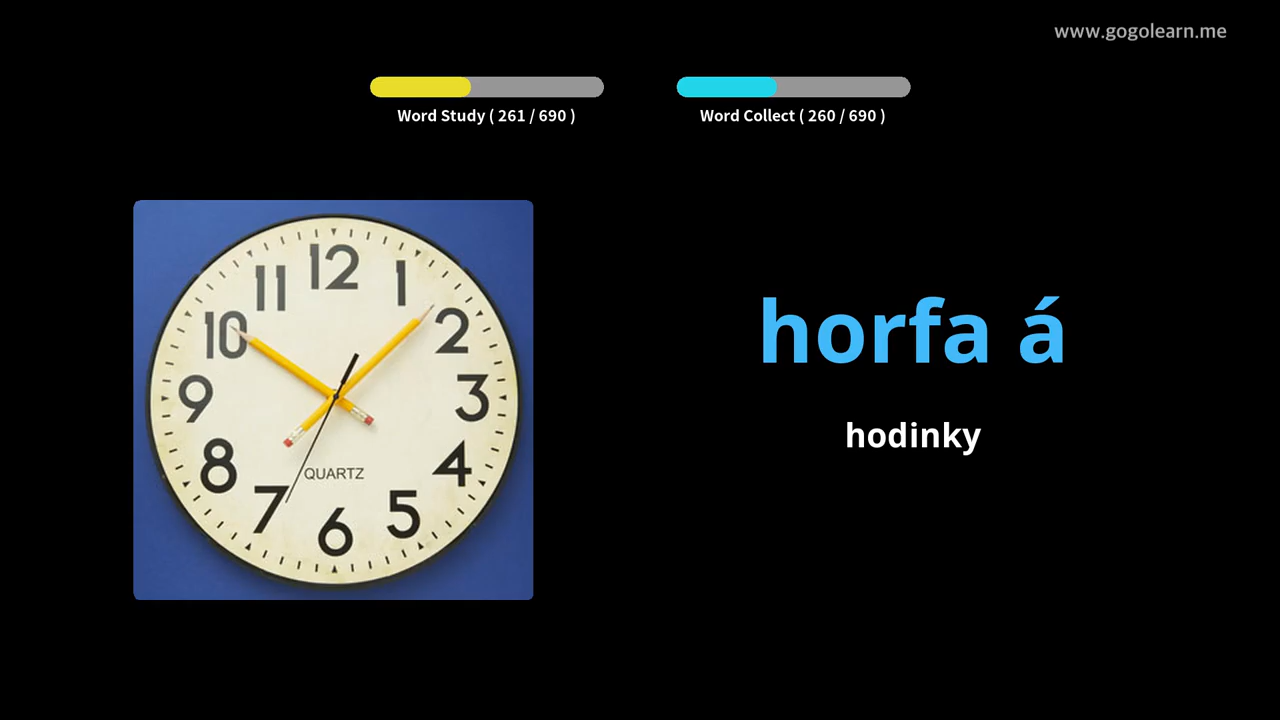 www.gogolearn.me
Word Study ( 261 / 690 )
Word Collect ( 260 / 690 )
12
11
1
10
2
9
3
8
4
QUARTZ
7
5
6
horfa á
hodinky